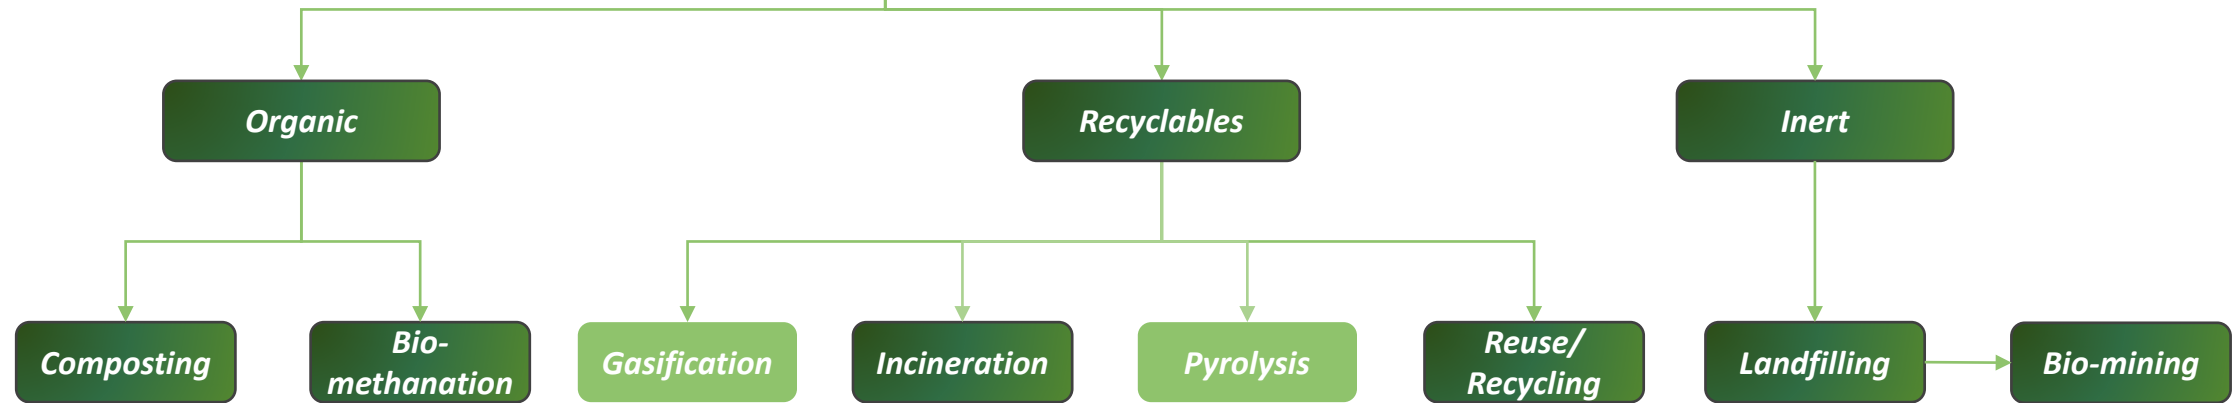 Organic
Recyclables
Inert
Composting
Bio-
methanation
Gasification
Incineration
Pyrolysis
Reuse/
Recycling
Landfilling
Bio-mining